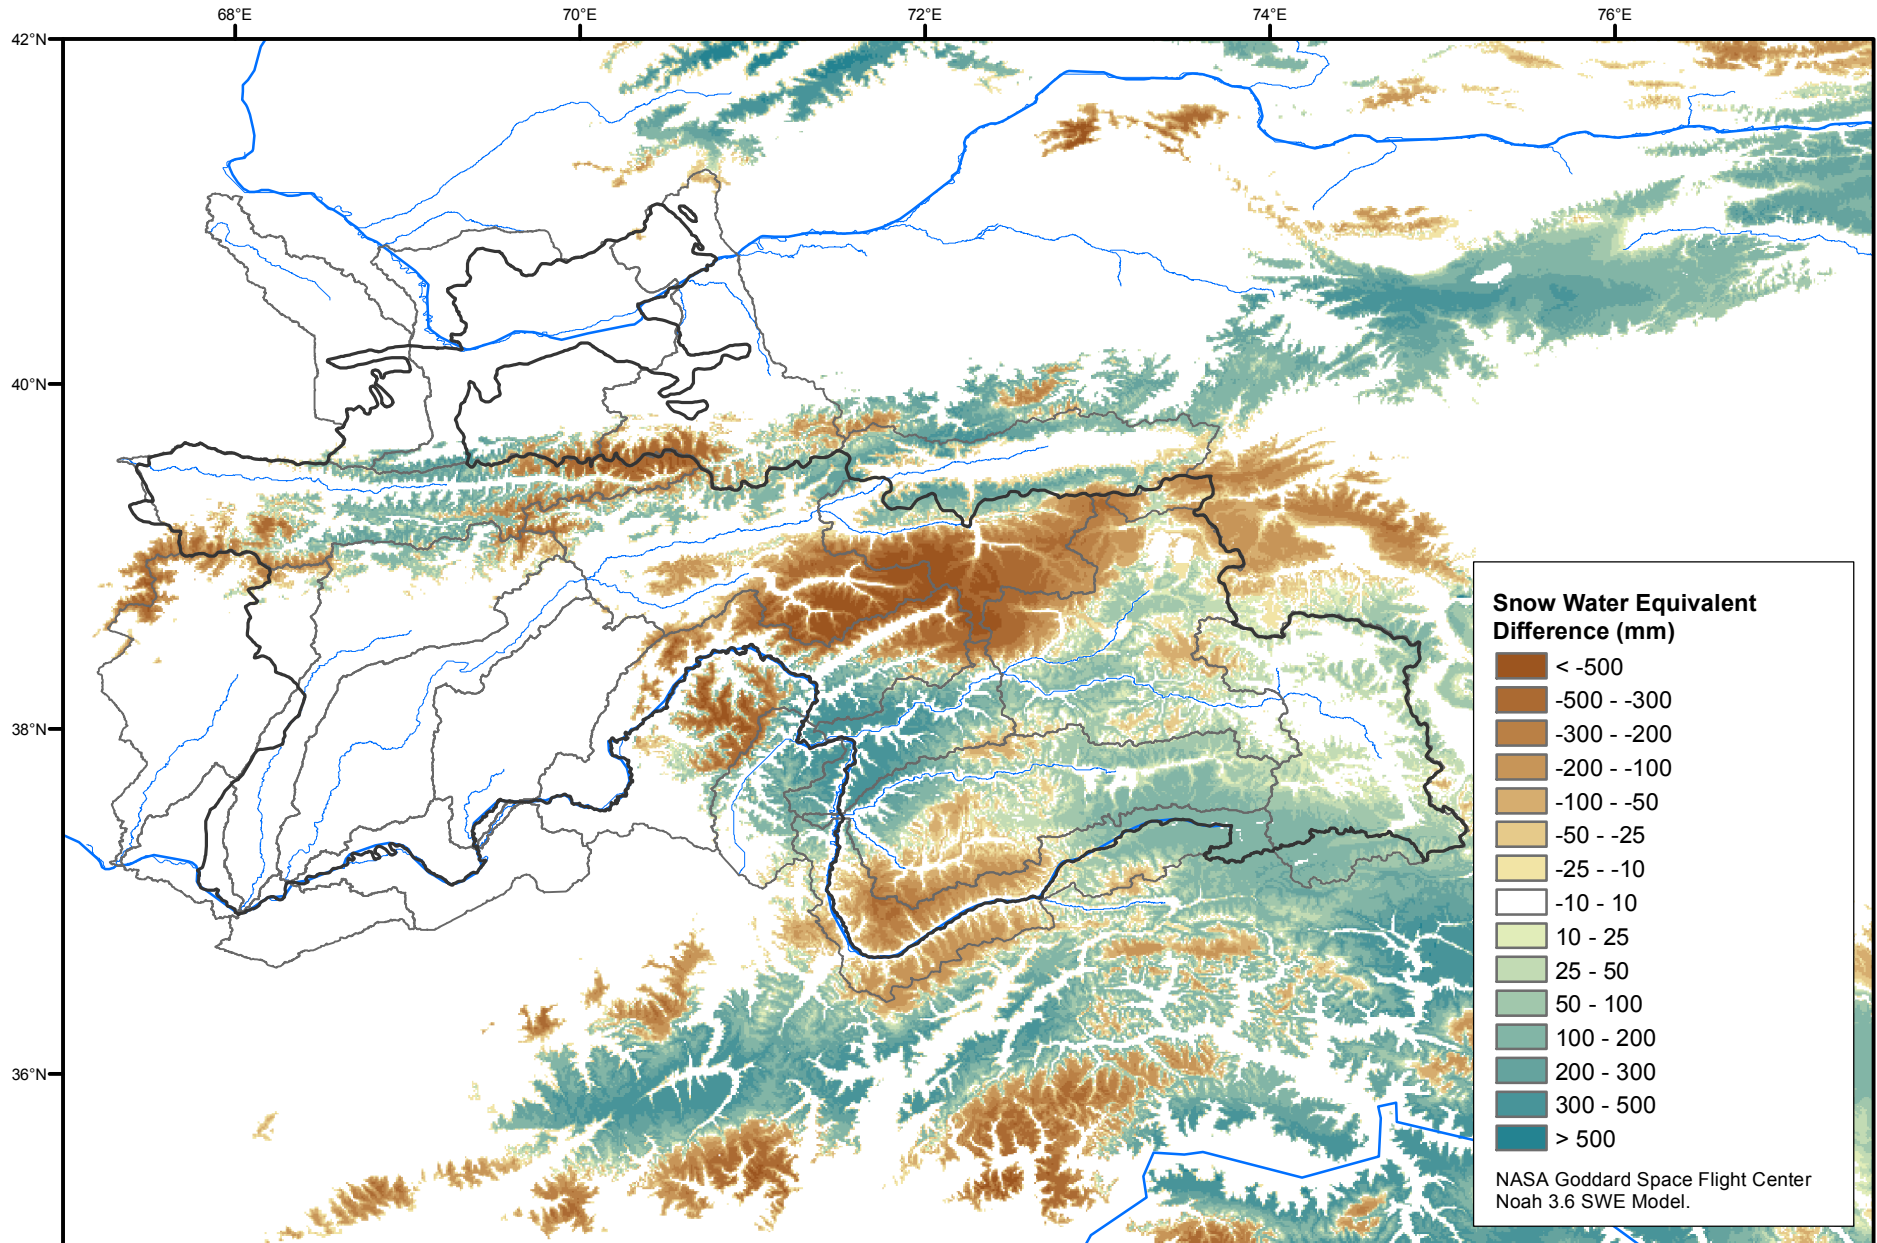 68°E
70°E
72°E
74°E
76°E
42°N
40°N
38°N
36°N
Snow Water Equivalent
Difference (mm)
< -500
-500 - -300
-300 - -200
-200 - -100
-100 - -50
-50 - -25
-25 - -10
-10 - 10
10 - 25
25 - 50
50 - 100
100 - 200
200 - 300
300 - 500
> 500
NASA Goddard Space Flight Center
Noah 3.6 SWE Model.